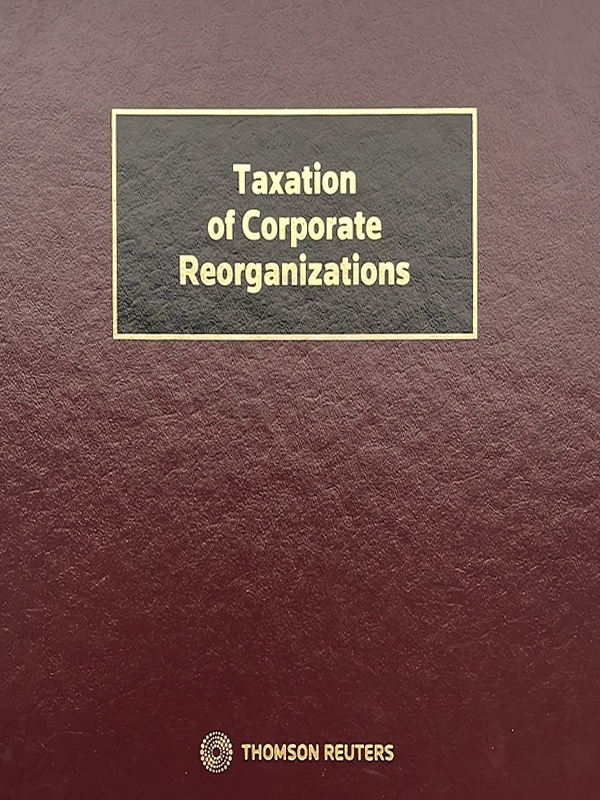 Taxation
of Corporate
Reorganizations
THOMSON REUTERS